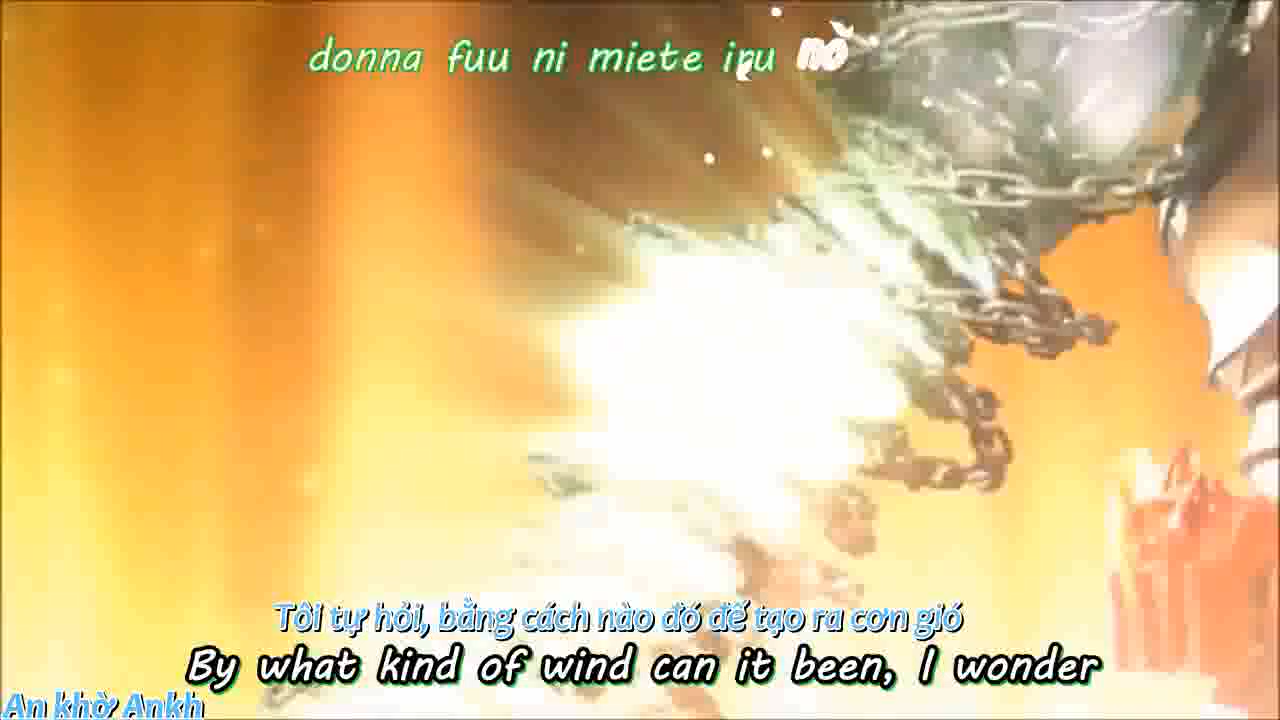 donna fuu ni miete iru no
Tôi tự hỏi, bằng cách nào đó để tạo ra cơn gió
By what kind of wind can it been, I wonder
An khờ Ankh